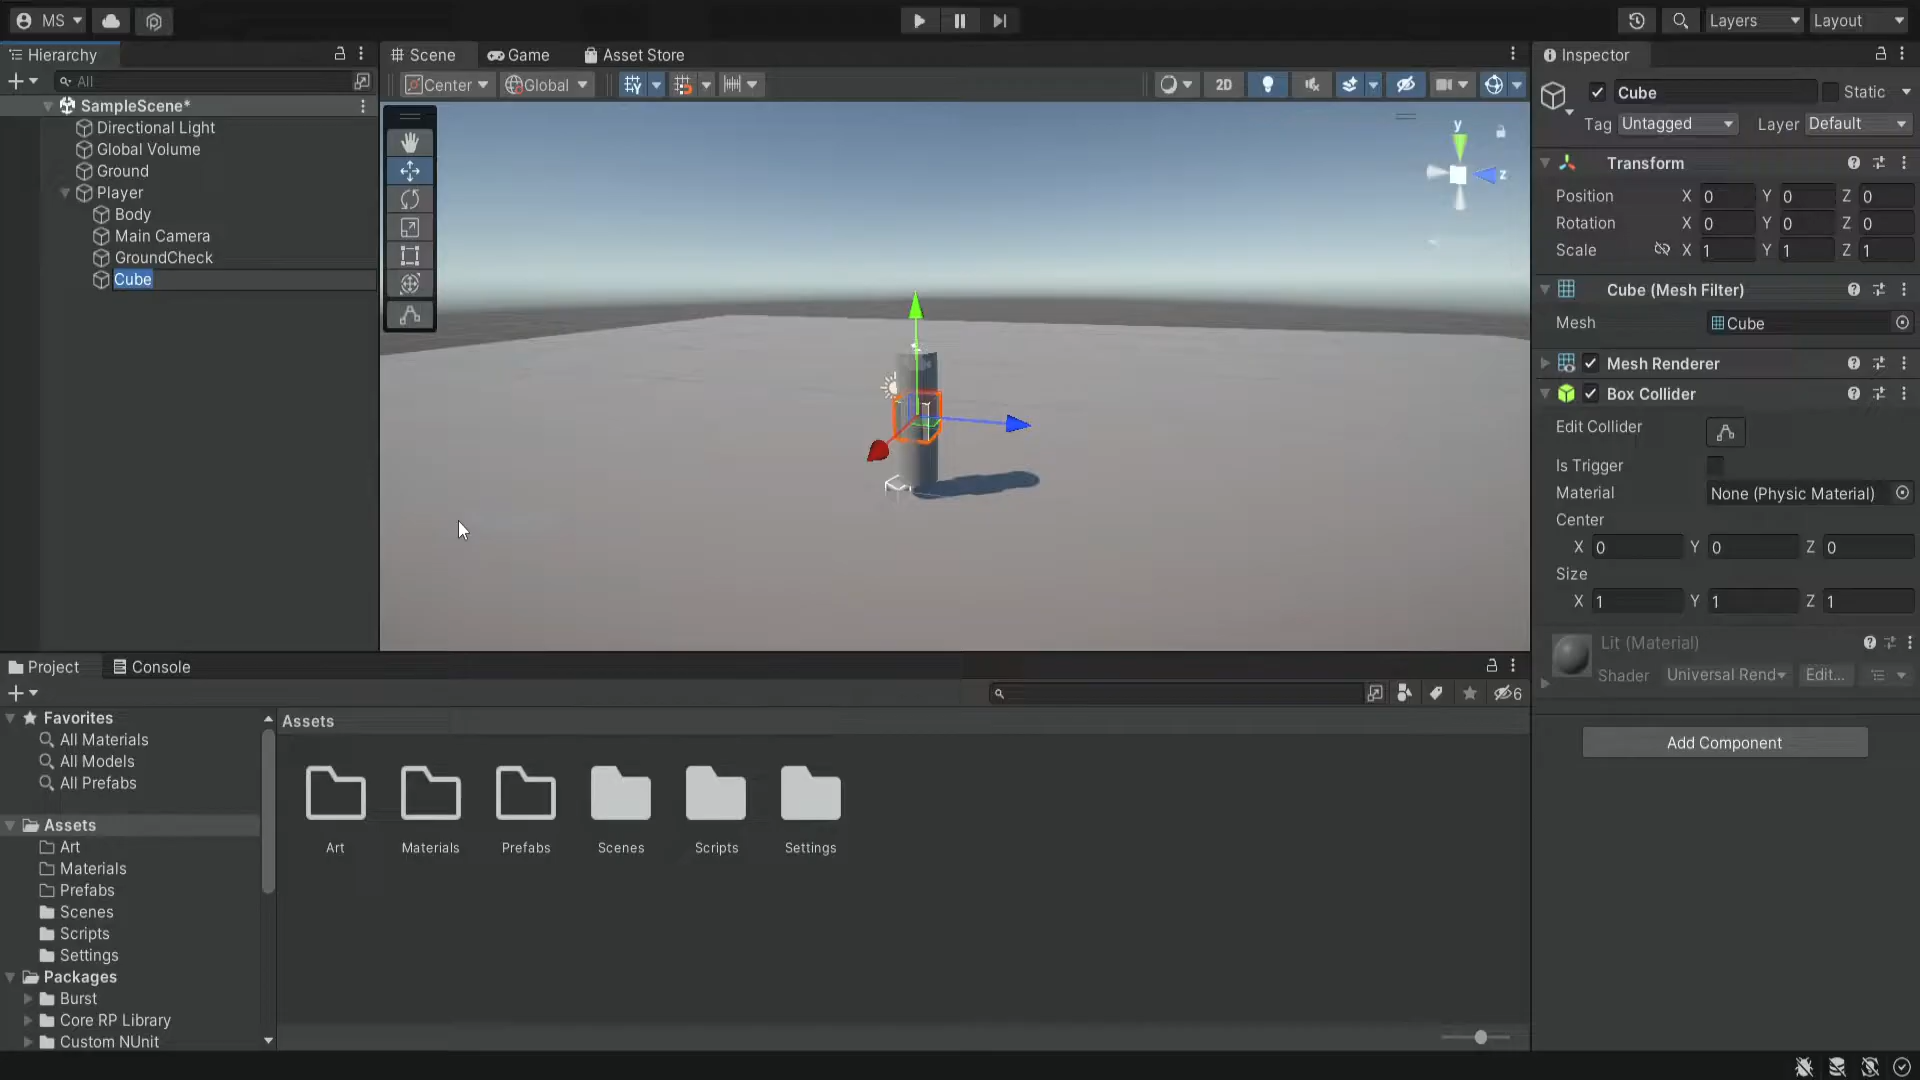 MS
Layers
Layout
Hierarchy
All
SampleScene*
Directional Light
Global Volume
Ground
Player
Body
Main Camera
GroundCheck
Cube
Scene
Game
Asset Store
Center
Global
2D
y
z
Inspector
Cube
Static
Tag Untagged
Layer Default
Transform
Position X 0 Y 0 Z 0
Rotation X 0 Y 0 Z 0
Scale X 1 Y 1 Z 1
Cube (Mesh Filter)
Mesh Cube
Mesh Renderer
Box Collider
Edit Collider
Is Trigger
Material None (Physic Material)
Center
X 0 Y 0 Z 0
Size
X 1 Y 1 Z 1
Lit (Material)
Shader Universal Rend Edit...
Add Component
Project
Console
6
Favorites
All Materials
All Models
All Prefabs
Assets
Art
Materials
Prefabs
Scenes
Scripts
Settings
Packages
Burst
Core RP Library
Custom NUnit
Assets
Art
Materials
Prefabs
Scenes
Scripts
Settings